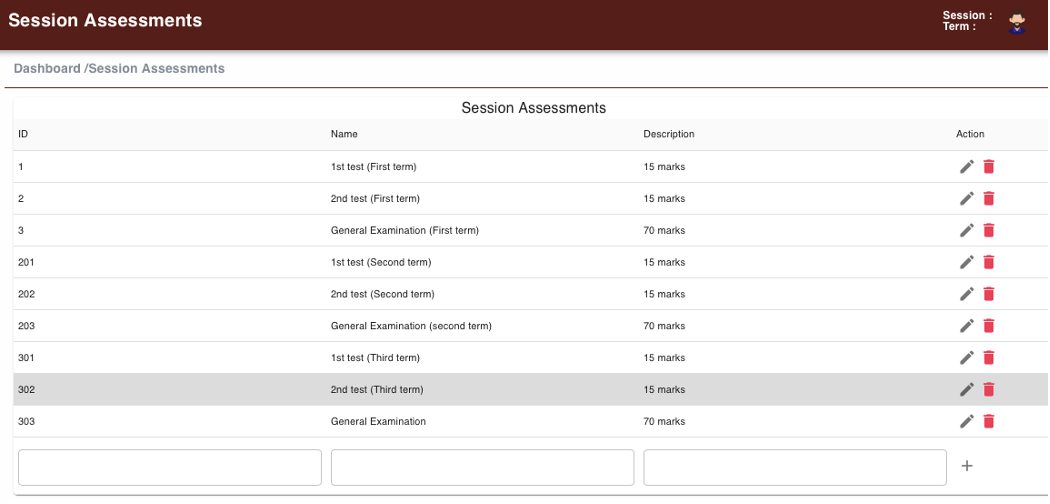 Session Assessments
Session :
Term :
Dashboard /Session Assessments
Session Assessments
ID Name Description Action
1 1st test (First term) 15 marks
2 2nd test (First term) 15 marks
3 General Examination (First term) 70 marks
201 1st test (Second term) 15 marks
202 2nd test (Second term) 15 marks
203 General Examination (second term) 70 marks
301 1st test (Third term) 15 marks
302 2nd test (Third term) 15 marks
303 General Examination 70 marks